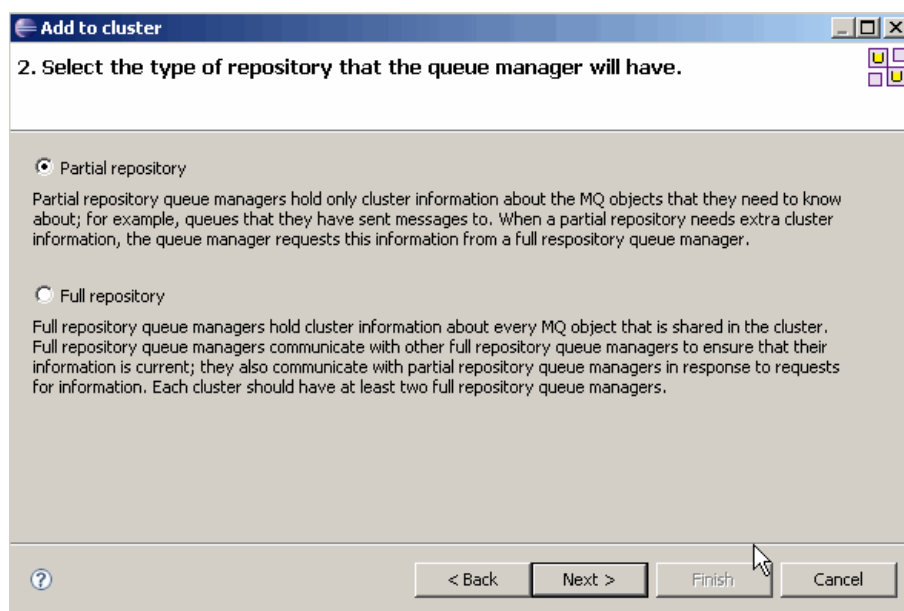 Add to cluster
2. Select the type of repository that the queue manager will have.
Partial repository
Partial repository queue managers hold only cluster information about the MQ objects that they need to know
about; for example, queues that they have sent messages to. When a partial repository needs extra cluster
information, the queue manager requests this information from a full respository queue manager.
Full repository
Full repository queue managers hold cluster information about every MQ object that is shared in the cluster.
Full repository queue managers communicate with other full repository queue managers to ensure that their
information is current; they also communicate with partial repository queue managers in response to requests
for information. Each cluster should have at least two full repository queue managers.
? < Back Next > Finish Cancel